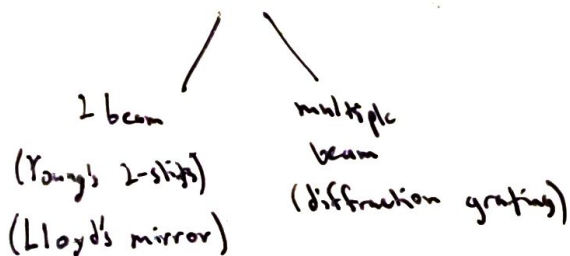 2 beam
(Young's 2-slits)
(Lloyd's mirror)
multiple
beam
(diffraction grating)